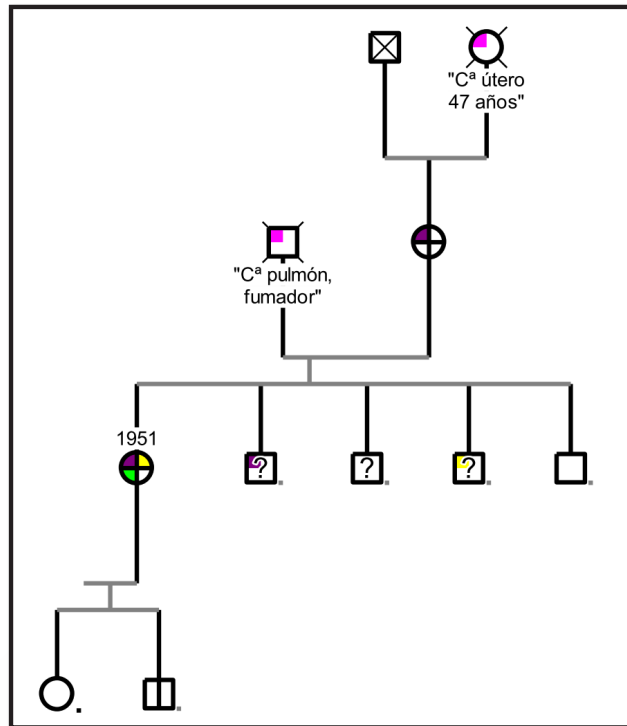 "Cª útero
47 años"
"Cª pulmón,
fumador"
1951
?
?
?